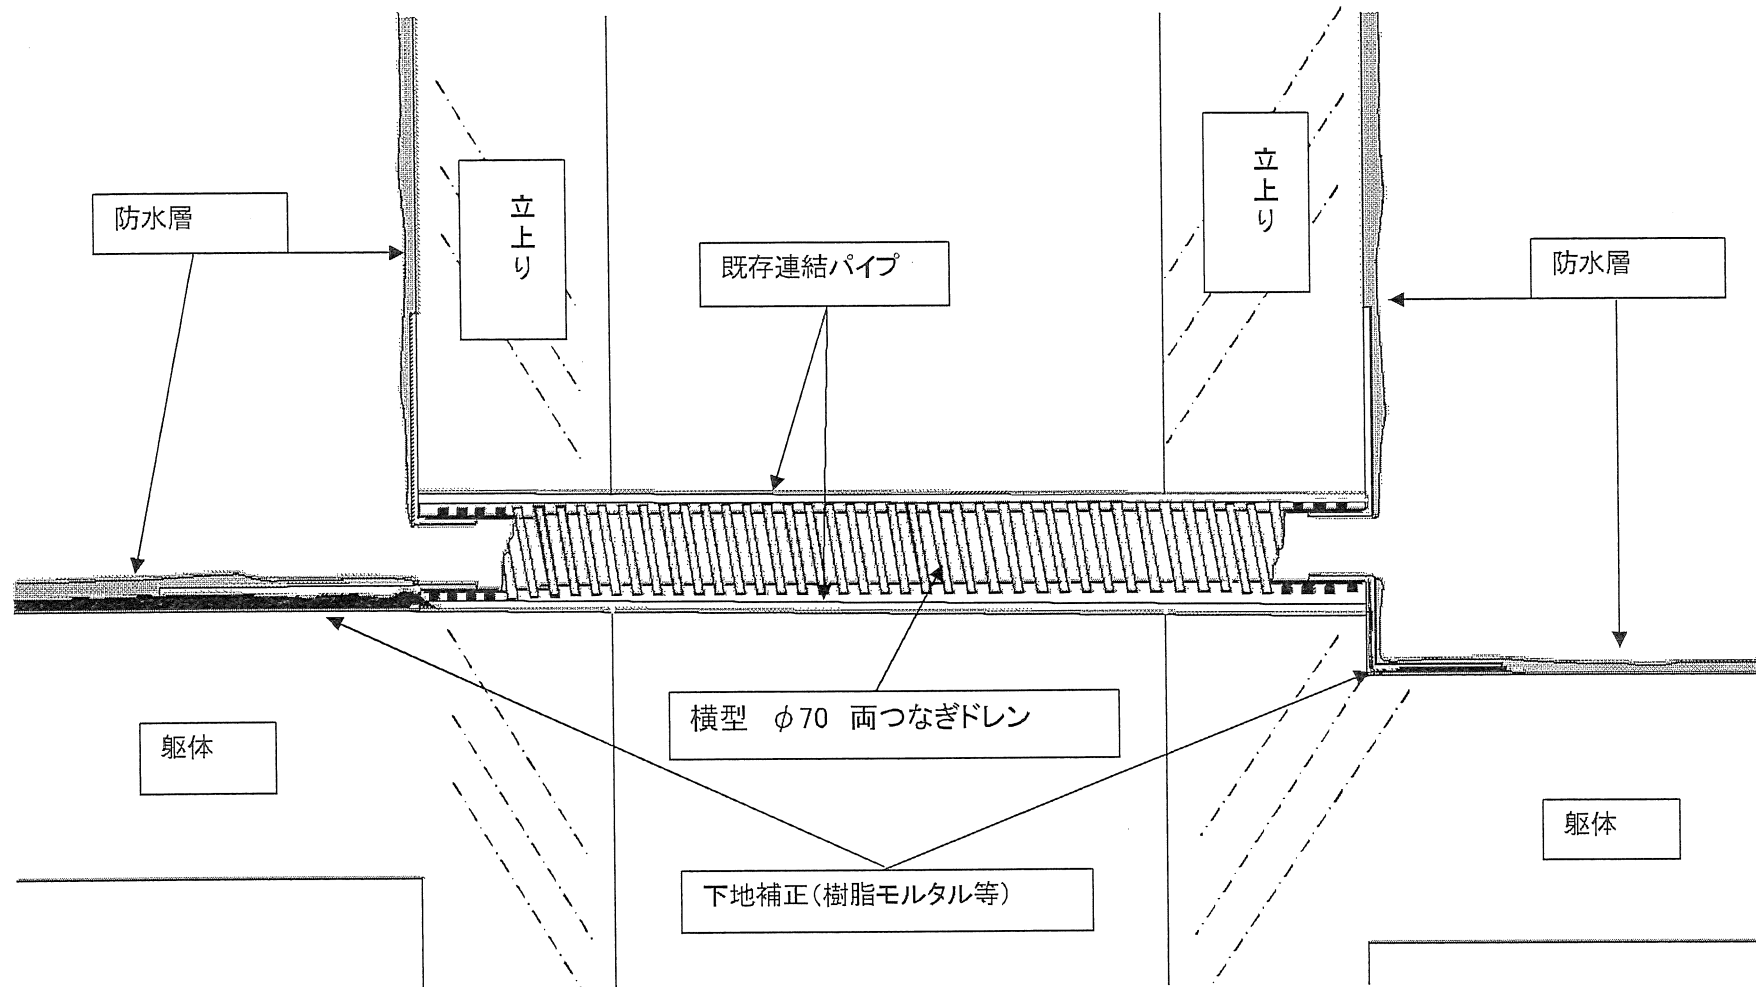 立上り
立上り
防水層
既存連結パイプ
防水層
横型 φ70 両つなぎドレン
躯体
躯体
下地補正(樹脂モルタル等)